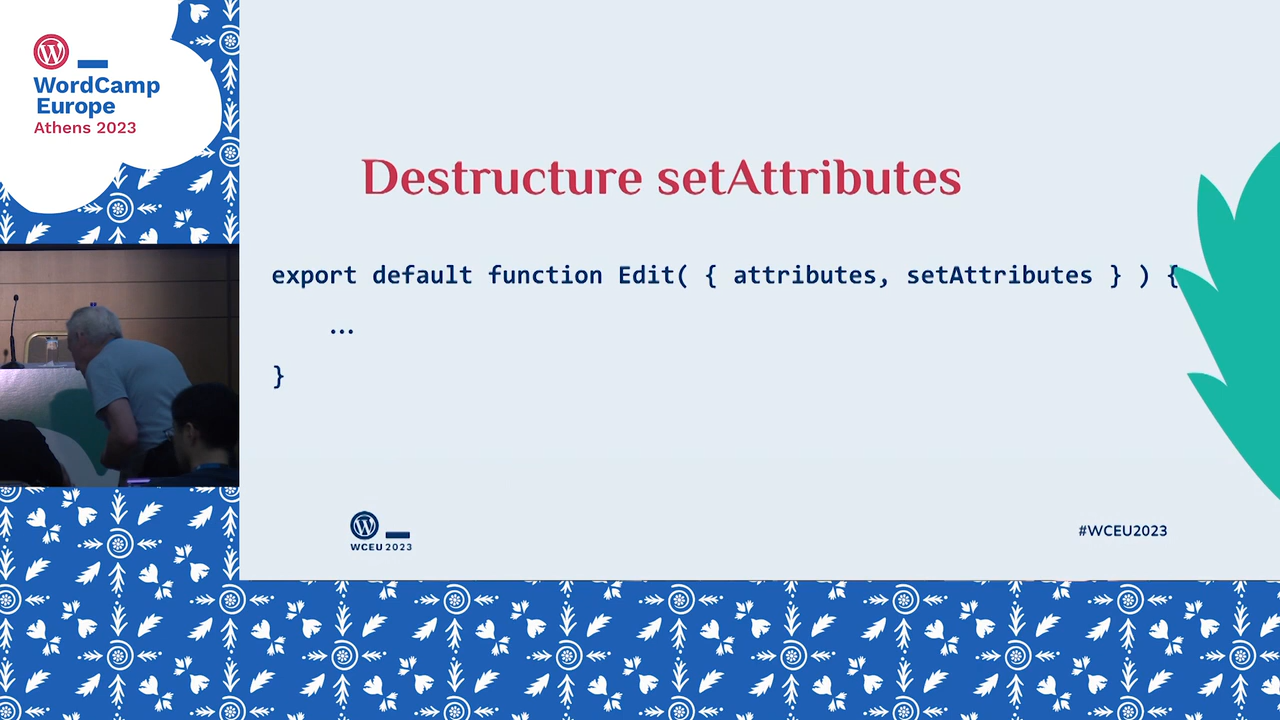 WordCamp
Europe
Athens 2023
Destructure setAttributes
export default function Edit( { attributes, setAttributes } ) {
...
}
WCEU 2023
#WCEU2023